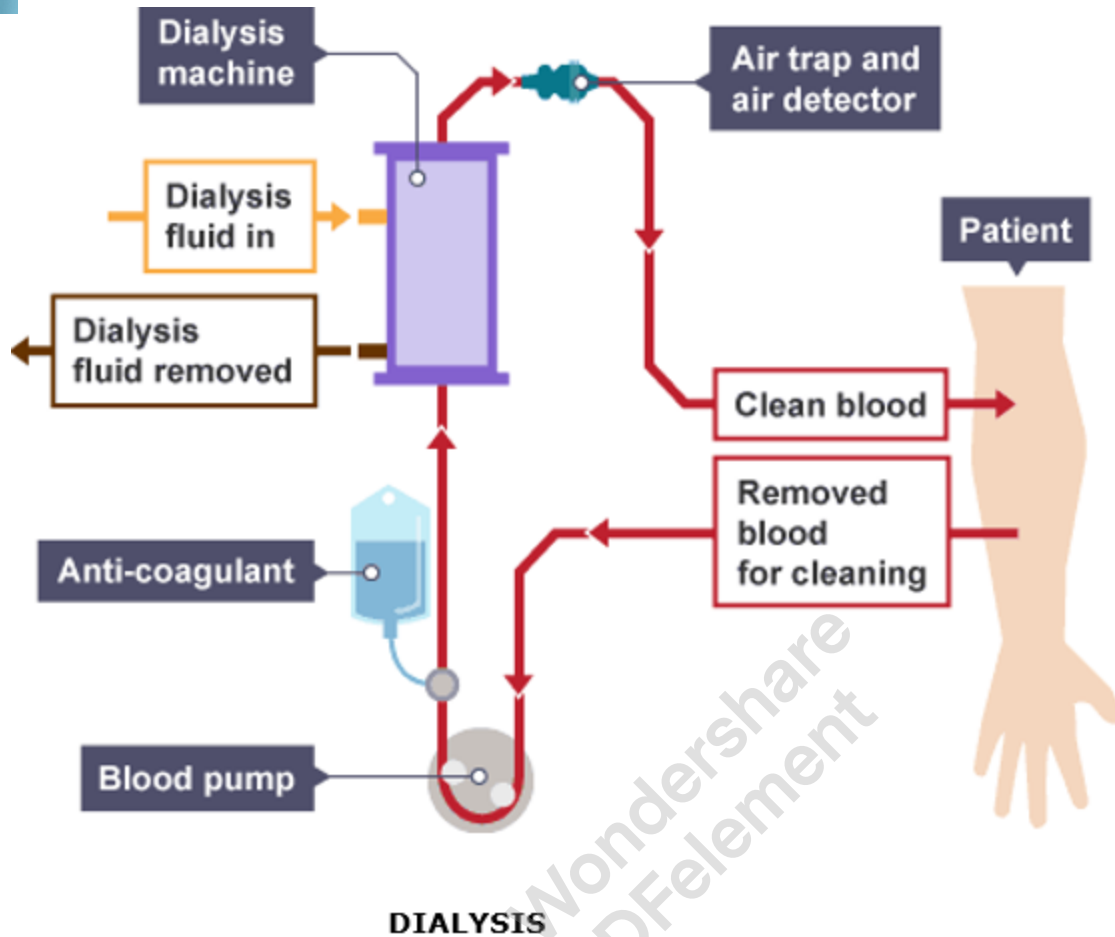 Dialysis
machine
Air trap and
air detector
Dialysis
fluid in
Patient
Dialysis
fluid removed
Clean blood
Removed
blood
for cleaning
Anti-coagulant
Blood pump
Wondershare
PDFelement
DIALYSIS